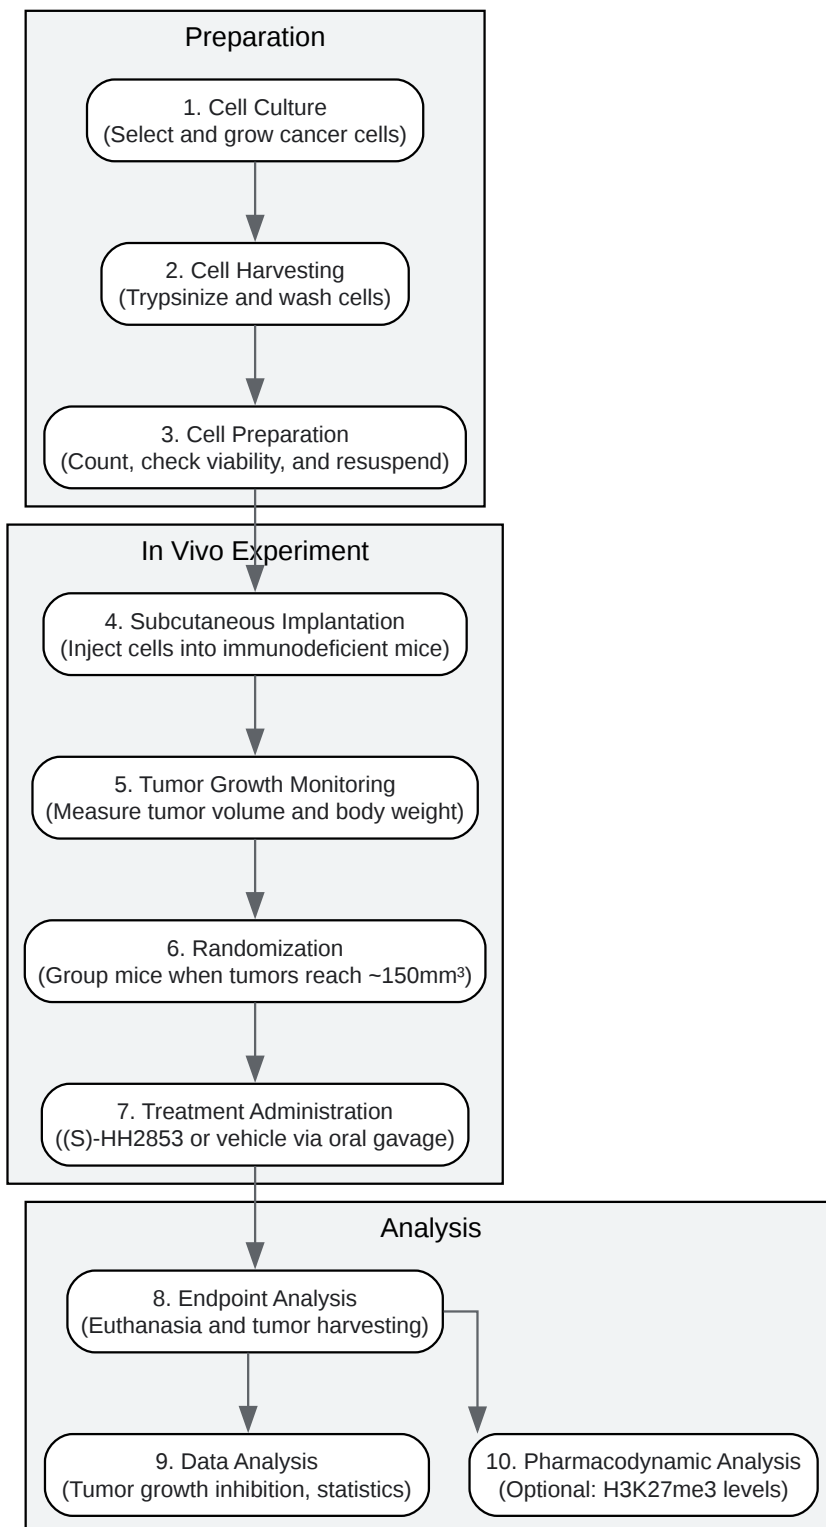 Preparation
1. Cell Culture
(Select and grow cancer cells)
2. Cell Harvesting
(Trypsinize and wash cells)
3. Cell Preparation
(Count, check viability, and resuspend)
In Vivo Experiment
4. Subcutaneous Implantation
(Inject cells into immunodeficient mice)
5. Tumor Growth Monitoring
(Measure tumor volume and body weight)
6. Randomization
(Group mice when tumors reach ~150mm³)
7. Treatment Administration
((S)-HH2853 or vehicle via oral gavage)
Analysis
8. Endpoint Analysis
(Euthanasia and tumor harvesting)
9. Data Analysis
(Tumor growth inhibition, statistics)
10. Pharmacodynamic Analysis
(Optional: H3K27me3 levels)